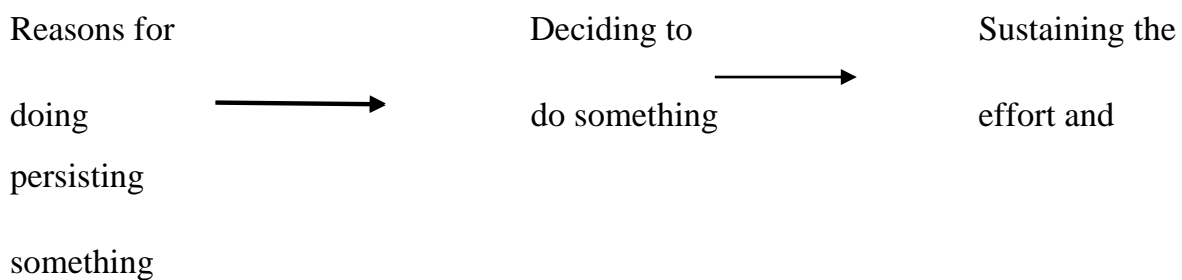 Reasons for Deciding to Sustaining the
doing do something effort and
persisting
something